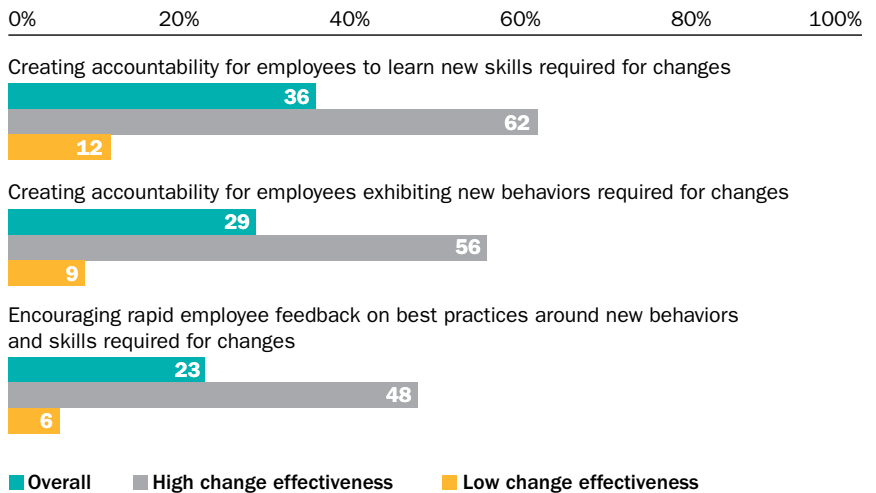 0% 20% 40% 60% 80% 100%
Creating accountability for employees to learn new skills required for changes
36
62
12
Creating accountability for employees exhibiting new behaviors required for changes
29
56
9
Encouraging rapid employee feedback on best practices around new behaviors
and skills required for changes
23
48
6
Overall High change effectiveness Low change effectiveness